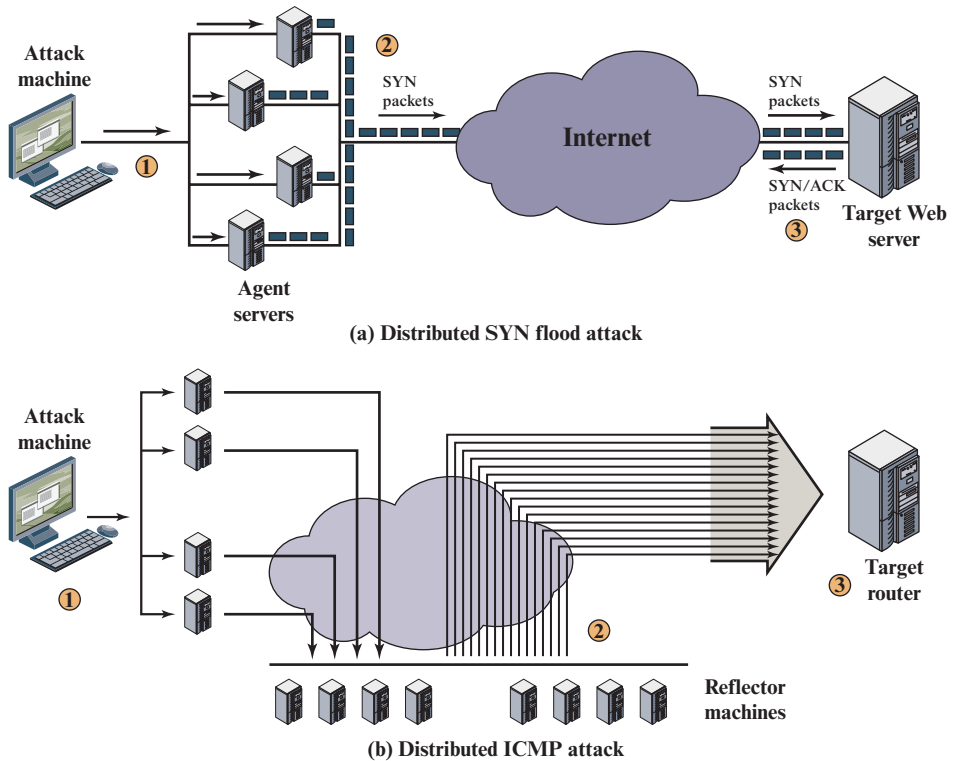 Attack
machine
1
2
SYN
packets
Internet
SYN
packets
SYN/ACK
packets
3
Target Web
server
Agent
servers
(a) Distributed SYN flood attack
Attack
machine
1
2
3
Target
router
Reflector
machines
(b) Distributed ICMP attack